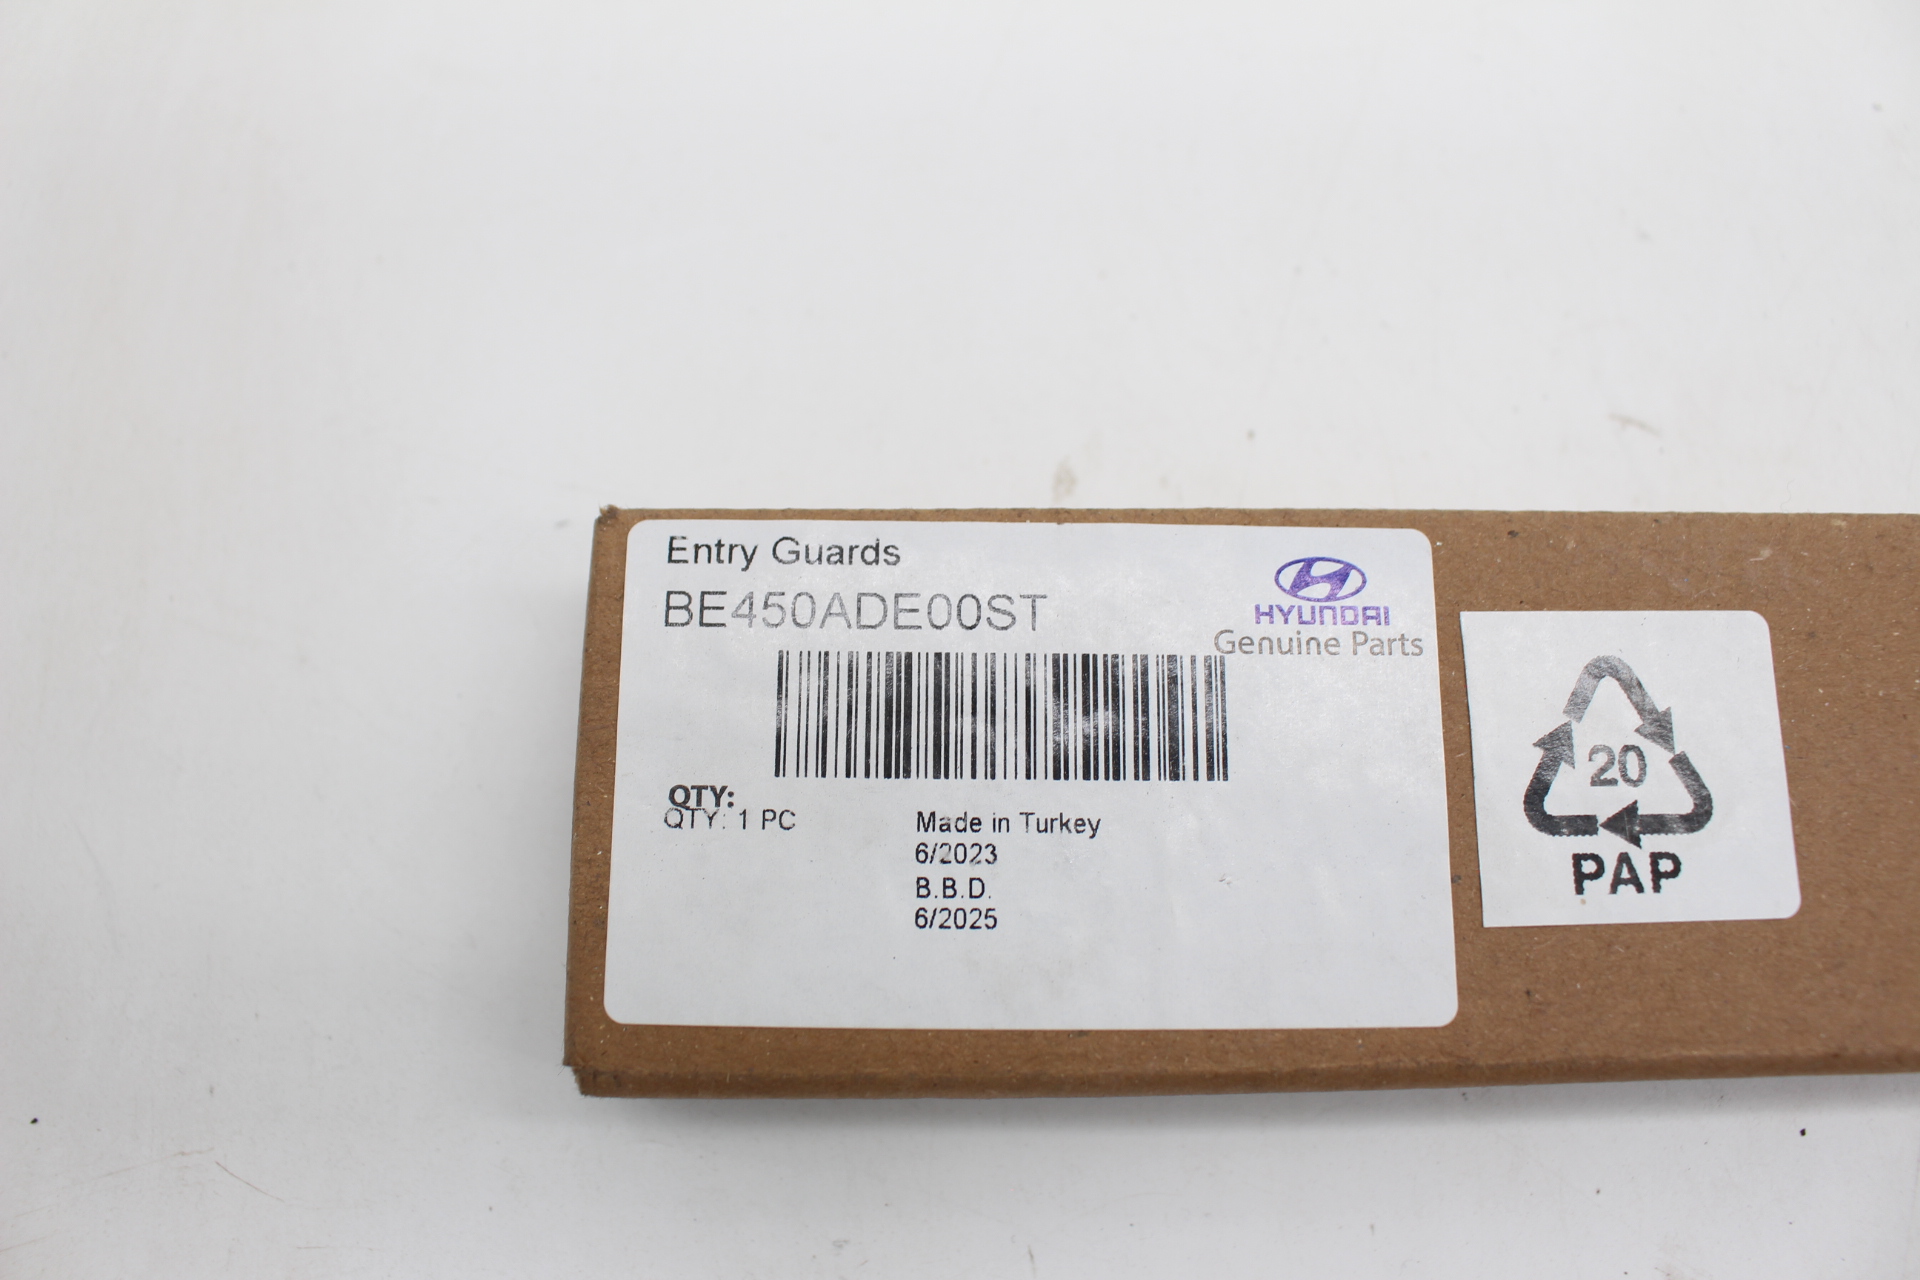 Entry Guards
BE450ADE00ST
HYUNDAI
Genuine Parts
QTY:
QTY: 1 PC
Made in Turkey
6/2023
B.B.D.
6/2025
20
PAP